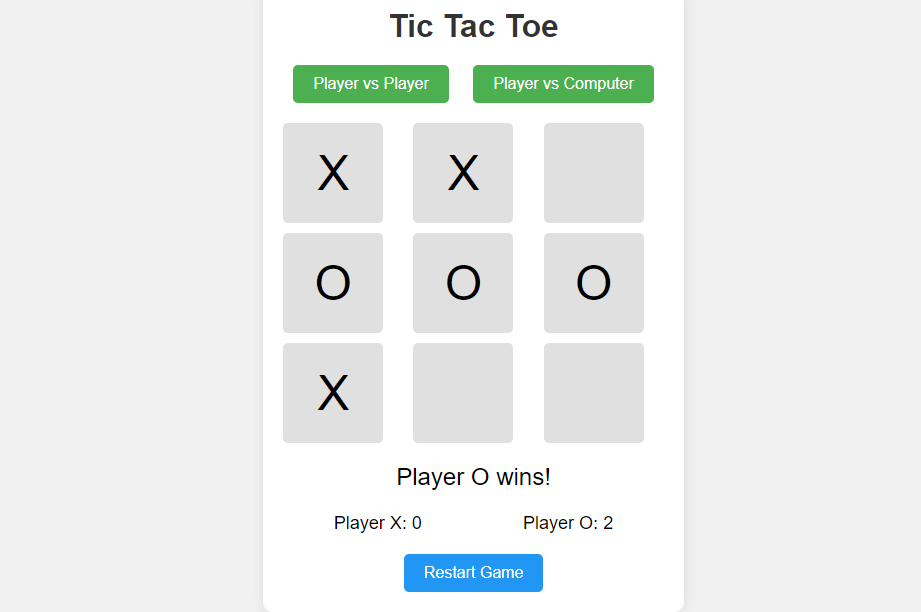 Tic Tac Toe
Player vs Player Player vs Computer
X X
O O O
X
Player O wins!
Player X: 0 Player O: 2
Restart Game